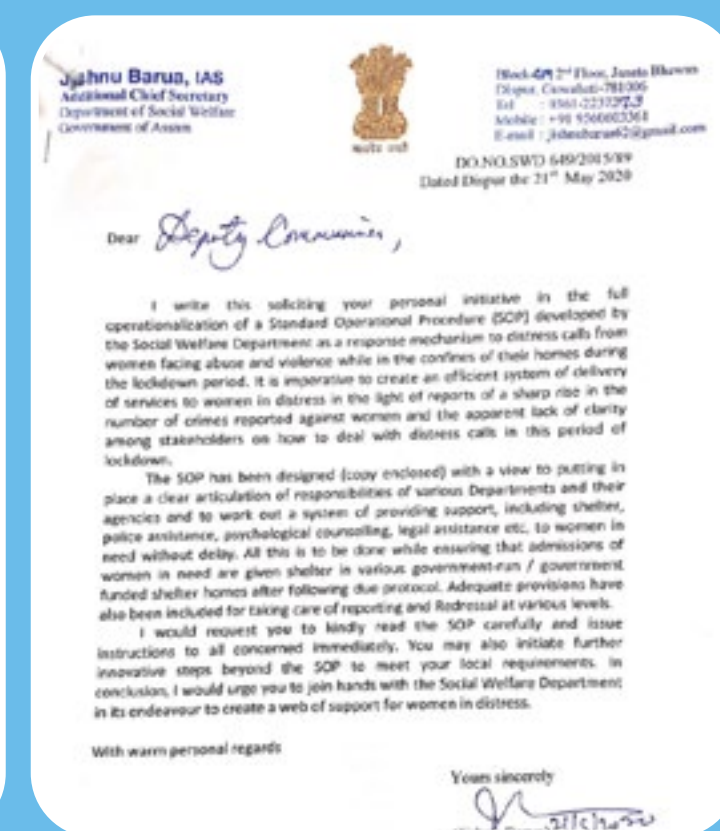 Jishnu Barua, IAS
Additional Chief Secretary
Department of Social Welfare
Government of Assam
2nd Floor, Janata Bhawan
Dispur, Guwahati-781006
Tel : 0361-22373
Mobile : +91
E-mail : jishnubarua62@gmail.com
DO.NO.SWD 649/2015/89
Dated Dispur the 21st May 2020
Dear Deputy
I write this soliciting your personal initiative in the full
operationalization of a Standard Operational Procedure (SOP) developed by
the Social Welfare Department as a response mechanism to distress calls from
women facing abuse and violence while in the confines of their homes during
the lockdown period. It is imperative to create an efficient system of delivery
of services to women in distress in the light of reports of a sharp rise in the
number of crimes reported against women and the apparent lack of clarity
among stakeholders on how to deal with distress calls in this period of
lockdown.
The SOP has been designed (copy enclosed) with a view to putting in
place a clear articulation of responsibilities of various Departments and their
agencies and to work out a system of providing support, including shelter,
police assistance, psychological counselling, legal assistance etc, to women in
need without delay. All this is to be done while ensuring that admissions of
women in need are given shelter in various government-run / government
funded shelter homes after following due protocol. Adequate provisions have
also been included for taking care of reporting and Redressal at various levels.
I would request you to kindly read the SOP carefully and issue
instructions to all concerned immediately. You may also initiate further
innovative steps beyond the SOP to meet your local requirements. In
conclusion, I would urge you to join hands with the Social Welfare Department
in its endeavour to create a web of support for women in distress.
With warm personal regards
Yours sincerely
21/5/2020